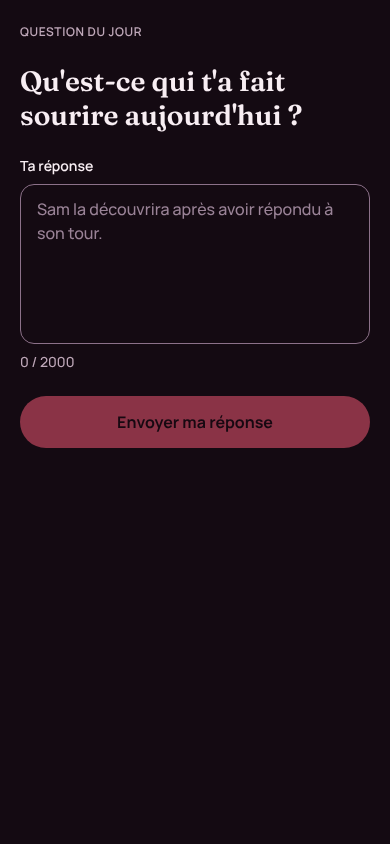 QUESTION DU JOUR
Qu'est-ce qui t'a fait
sourire aujourd'hui ?
Ta réponse
Sam la découvrira après avoir répondu à
son tour.
0 / 2000
Envoyer ma réponse